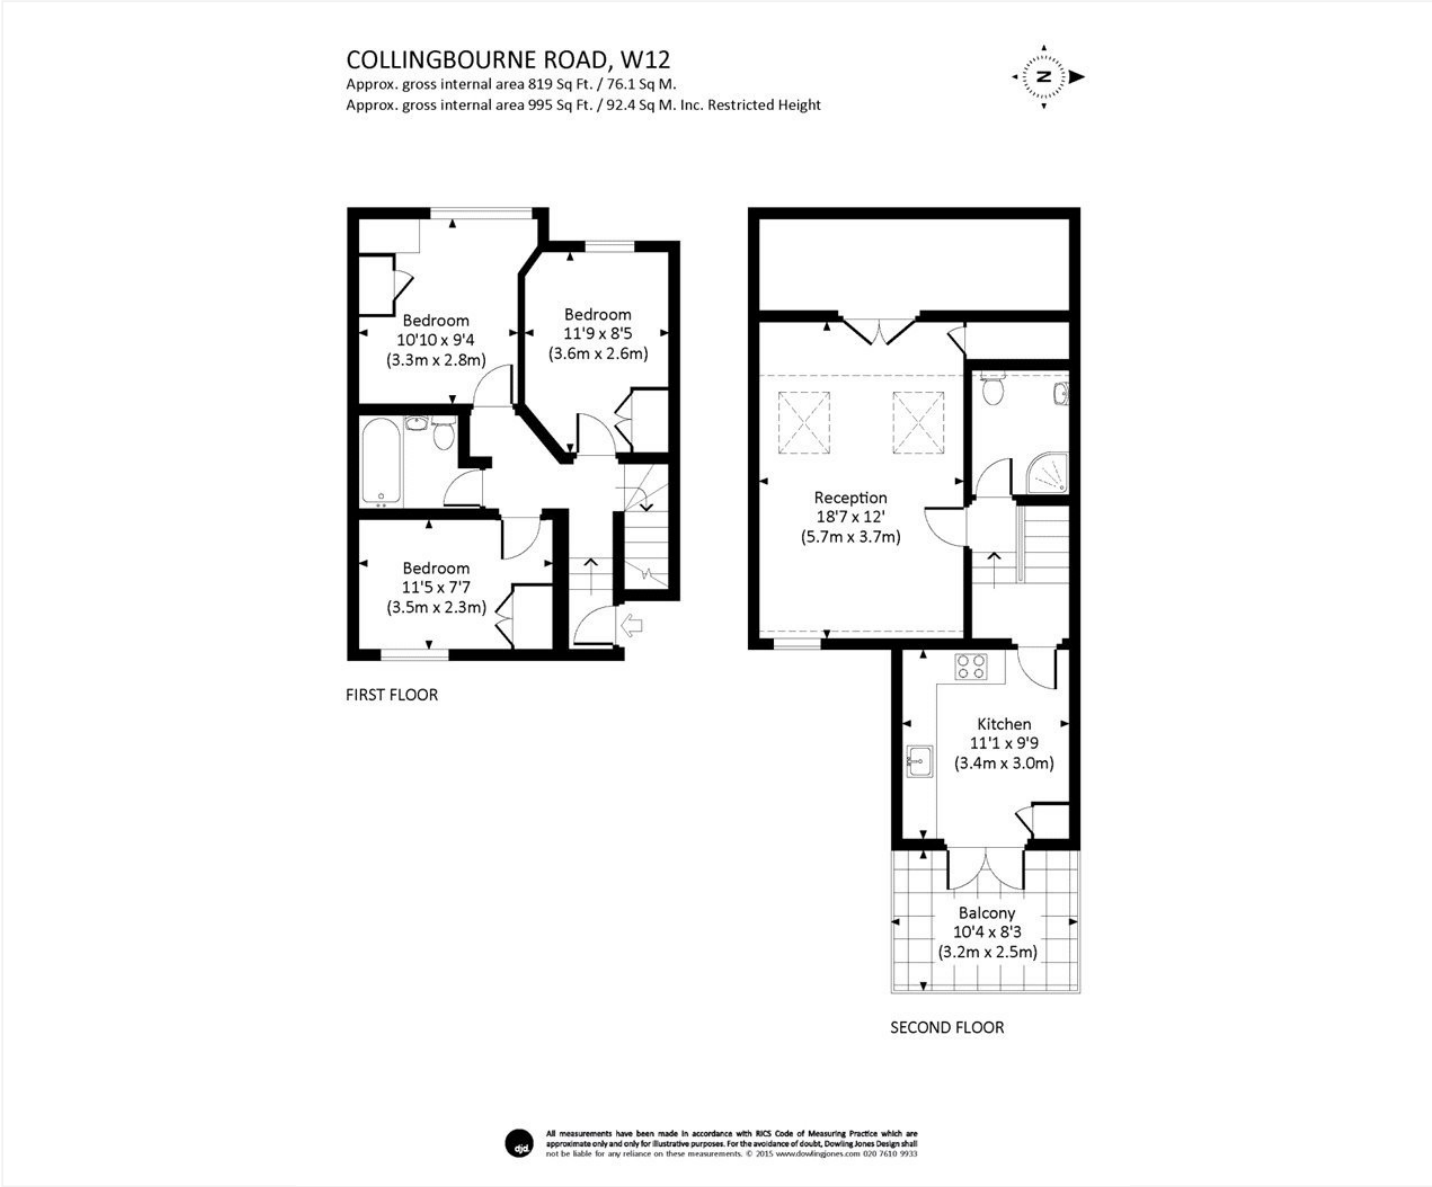 COLLINGBOURNE ROAD, W12
Approx. gross internal area 819 Sq Ft. / 76.1 Sq M.
Approx. gross internal area 995 Sq Ft. / 92.4 Sq M. Inc. Restricted Height
N
Bedroom
10'10 x 9'4
(3.3m x 2.8m)
Bedroom
11'9 x 8'5
(3.6m x 2.6m)
Bedroom
11'5 x 7'7
(3.5m x 2.3m)
FIRST FLOOR
Reception
18'7 x 12'
(5.7m x 3.7m)
Kitchen
11'1 x 9'9
(3.4m x 3.0m)
Balcony
10'4 x 8'3
(3.2m x 2.5m)
SECOND FLOOR
djd
All measurements have been made in accordance with RICS Code of Measuring Practice which are
approximate only and only for illustrative purposes. For the avoidance of doubt, Dowling Jones Design shall
not be liable for any reliance on these measurements. © 2015 www.dowlingjones.com 020 7610 9933